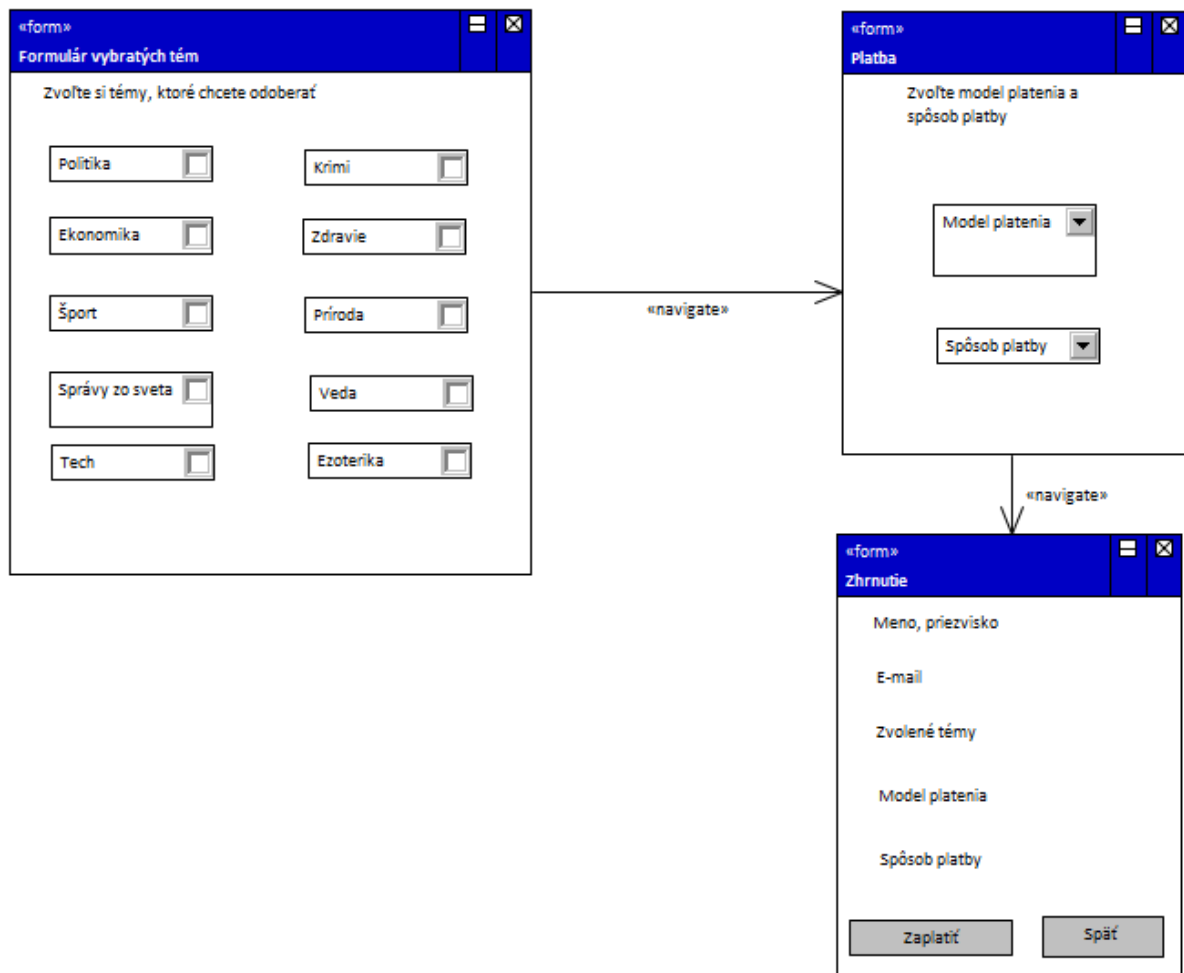 «form»
Formulár vybratých tém
Zvoľte si témy, ktoré chcete odoberať
Politika
Krimi
Ekonomika
Zdravie
Šport
Príroda
Správy zo sveta
Veda
Tech
Ezoterika
«navigate»
«form»
Platba
Zvoľte model platenia a
spôsob platby
Model platenia
Spôsob platby
«navigate»
«form»
Zhrnutie
Meno, priezvisko
E-mail
Zvolené témy
Model platenia
Spôsob platby
Zaplatiť
Späť